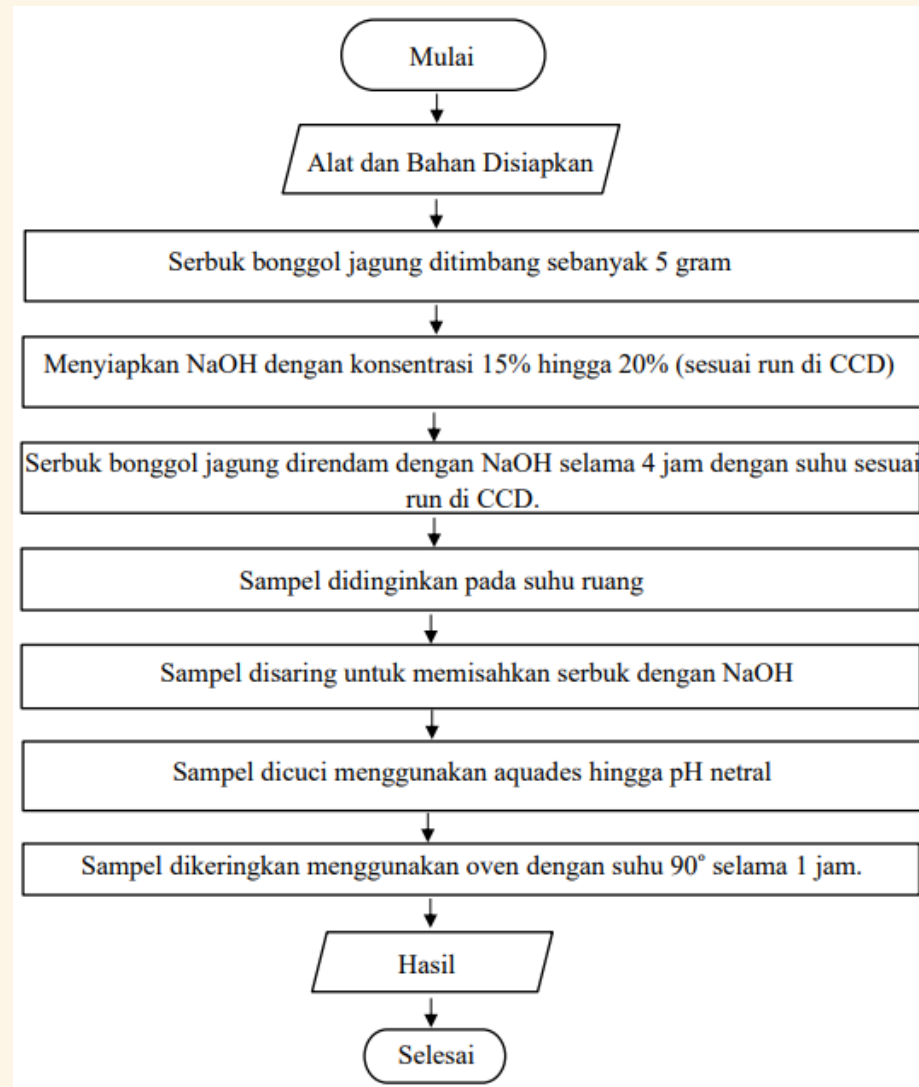 Mulai
Alat dan Bahan Disiapkan
Serbuk bonggol jagung ditimbang sebanyak 5 gram
Menyiapkan NaOH dengan konsentrasi 15% hingga 20% (sesuai run di CCD)
Serbuk bonggol jagung direndam dengan NaOH selama 4 jam dengan suhu sesuai
run di CCD.
Sampel didinginkan pada suhu ruang
Sampel disaring untuk memisahkan serbuk dengan NaOH
Sampel dicuci menggunakan aquades hingga pH netral
Sampel dikeringkan menggunakan oven dengan suhu 90° selama 1 jam.
Hasil
Selesai